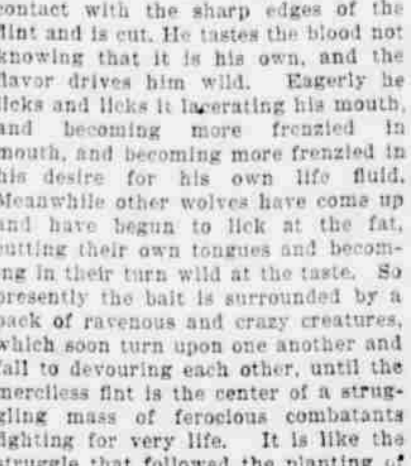 contact with the sharp edges of the
flint and is cut. He tastes the blood not
knowing that it is his own, and the
flavor drives him wild. Eagerly he
licks and licks it lacerating his mouth,
and becoming more frenzied in
mouth, and becoming more frenzied in
his desire for his own life fluid.
Meanwhile other wolves have come up
and have begun to lick at the fat,
cutting their own tongues and becom-
ing in their turn wild at the taste. So
presently the bait is surrounded by a
pack of ravenous and crazy creatures,
which soon turn upon one another and
fall to devouring each other, until the
merciless flint is the center of a strug-
gling mass of ferocious combatants
fighting for very life. It is like the
struggle that followed the planting of